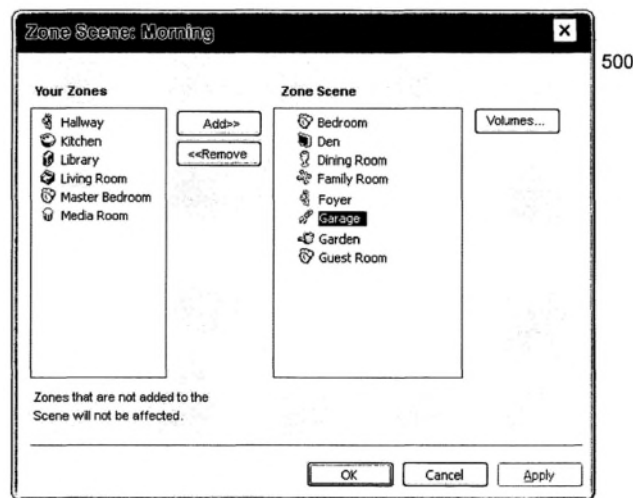 Zone Scene: Morning
500
Your Zones
Hallway
Kitchen
Library
Living Room
Master Bedroom
Media Room
Add>>
<<Remove
Zone Scene
Bedroom
Den
Dining Room
Family Room
Foyer
Garage
Garden
Guest Room
Volumes...
Zones that are not added to the
Scene will not be affected.
OK
Cancel
Apply